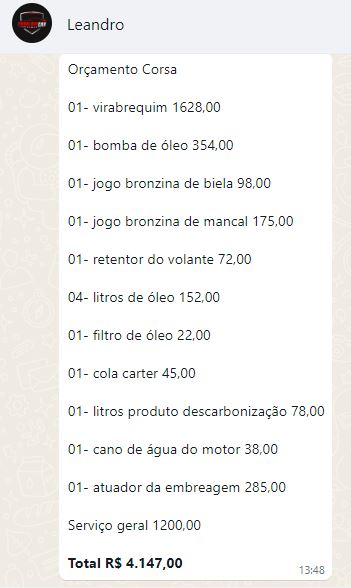 Leandro
Orçamento Corsa
01- virabrequim 1628,00
01- bomba de óleo 354,00
01- jogo bronzina de biela 98,00
01- jogo bronzina de mancal 175,00
01- retentor do volante 72,00
04- litros de óleo 152,00
01- filtro de óleo 22,00
01- cola carter 45,00
01- litros produto descarbonização 78,00
01- cano de água do motor 38,00
01- atuador da embreagem 285,00
Serviço geral 1200,00
Total R$ 4.147,00
13:48